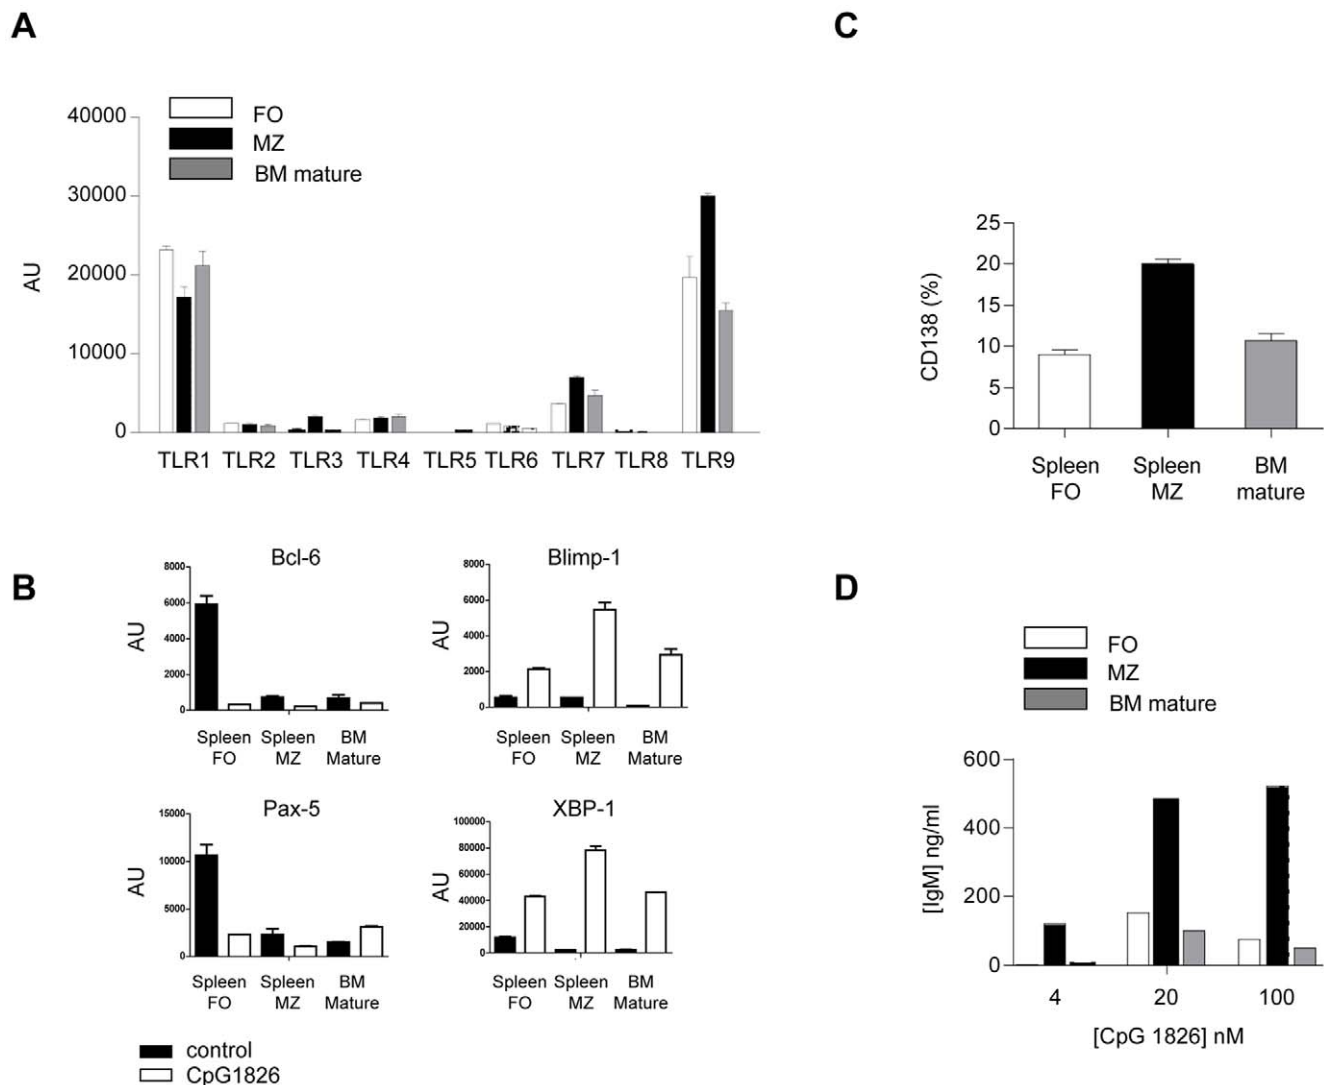 A
FO
MZ
BM mature
40000
30000
20000
10000
0
AU
TLR1 TLR2 TLR3 TLR4 TLR5 TLR6 TLR7 TLR8 TLR9
C
25
20
15
10
5
0
CD138 (%)
Spleen Spleen BM
FO MZ mature
B
Bcl-6
8000
6000
4000
2000
0
AU
Spleen Spleen BM
FO MZ Mature
Blimp-1
8000
6000
4000
2000
0
AU
Spleen Spleen BM
FO MZ Mature
Pax-5
15000
10000
5000
0
AU
Spleen Spleen BM
FO MZ Mature
XBP-1
100000
80000
60000
40000
20000
0
AU
Spleen Spleen BM
FO MZ Mature
control
CpG1826
D
FO
MZ
BM mature
600
400
200
0
[IgM] ng/ml
4 20 100
[CpG 1826] nM